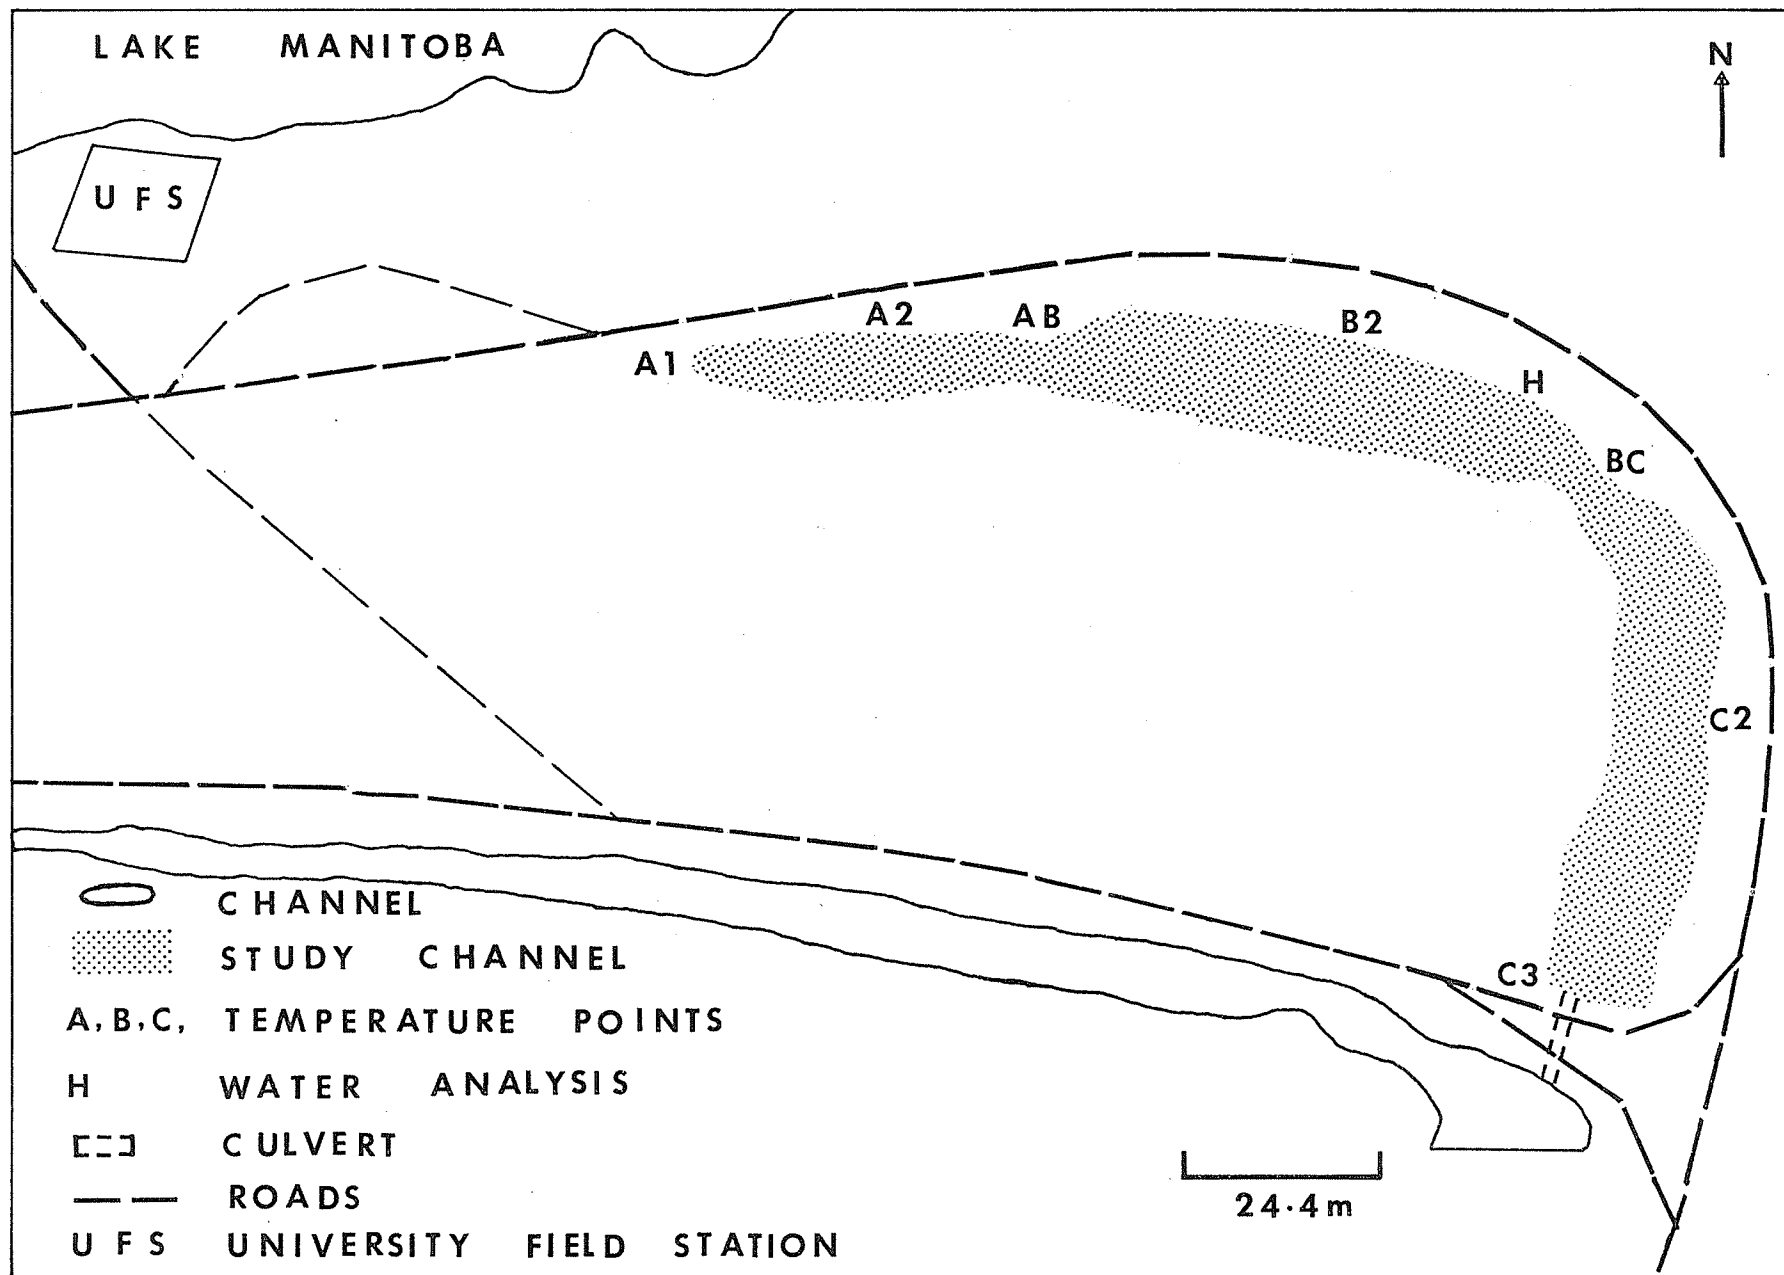 LAKE MANITOBA
N
UFS
A2
AB
B2
A1
H
BC
C2
C3
CHANNEL
STUDY CHANNEL
A, B, C, TEMPERATURE POINTS
H WATER ANALYSIS
CULVERT
ROADS
UFS UNIVERSITY FIELD STATION
24·4m